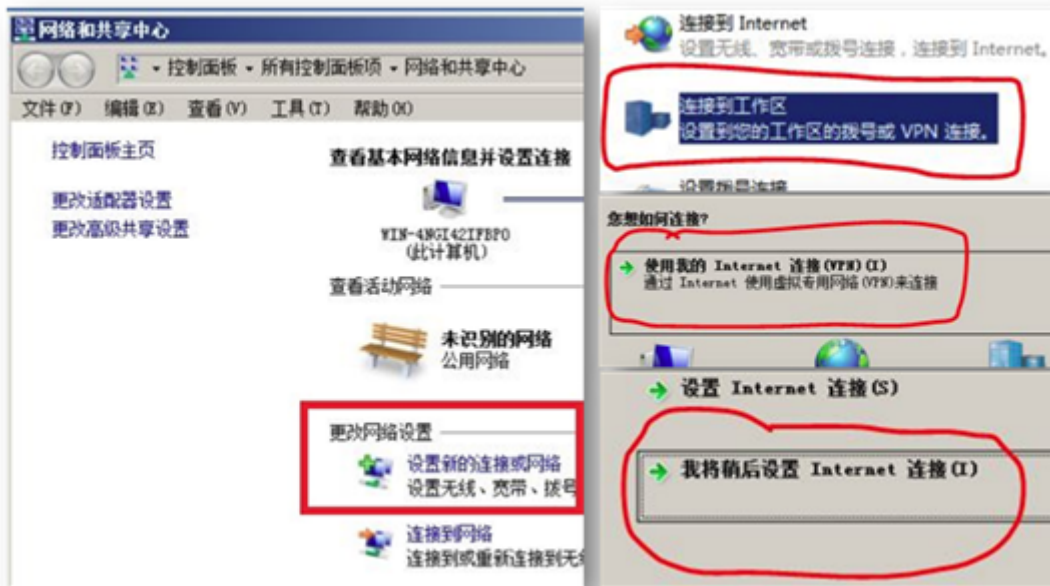 网络和共享中心
控制面板 所有控制面板项 网络和共享中心
文件(F) 编辑(E) 查看(V) 工具(T) 帮助(H)
控制面板主页
更改适配器设置
更改高级共享设置
查看基本网络信息并设置连接
WIN-4NGI42IFBPO
(此计算机)
查看活动网络
未识别的网络
公用网络
更改网络设置
设置新的连接或网络
设置无线、宽带、拨号
连接到网络
连接到或重新连接到无
连接到 Internet
设置无线、宽带或拨号连接，连接到 Internet。
连接到工作区
设置到您的工作区的拨号或 VPN 连接。
设置拨号连接
您想如何连接?
使用我的 Internet 连接(VPN)(I)
通过 Internet 使用虚拟专用网络(VPN)来连接
设置 Internet 连接(S)
我将稍后设置 Internet 连接(I)